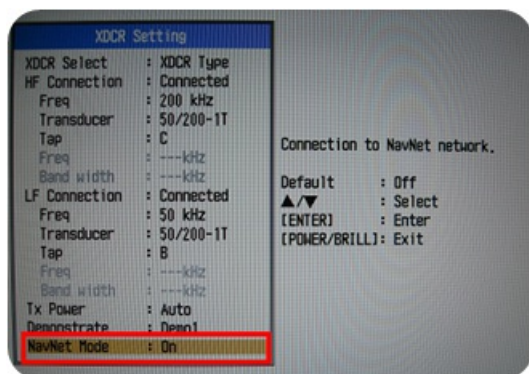 XDCR Setting
XDCR Select : XDCR Type
HF Connection : Connected
Freq : 200 kHz
Transducer : 50/200-1T
Tap : C
Freq : ---kHz
Band width : ---kHz
LF Connection : Connected
Freq : 50 kHz
Transducer : 50/200-1T
Tap : B
Freq : ---kHz
Band width : ---kHz
Tx Power : Auto
Demonstrate : Demo1
NavNet Mode : On
Connection to NavNet network.
Default : Off
▲/▼ : Select
[ENTER] : Enter
[POWER/BRILL]: Exit